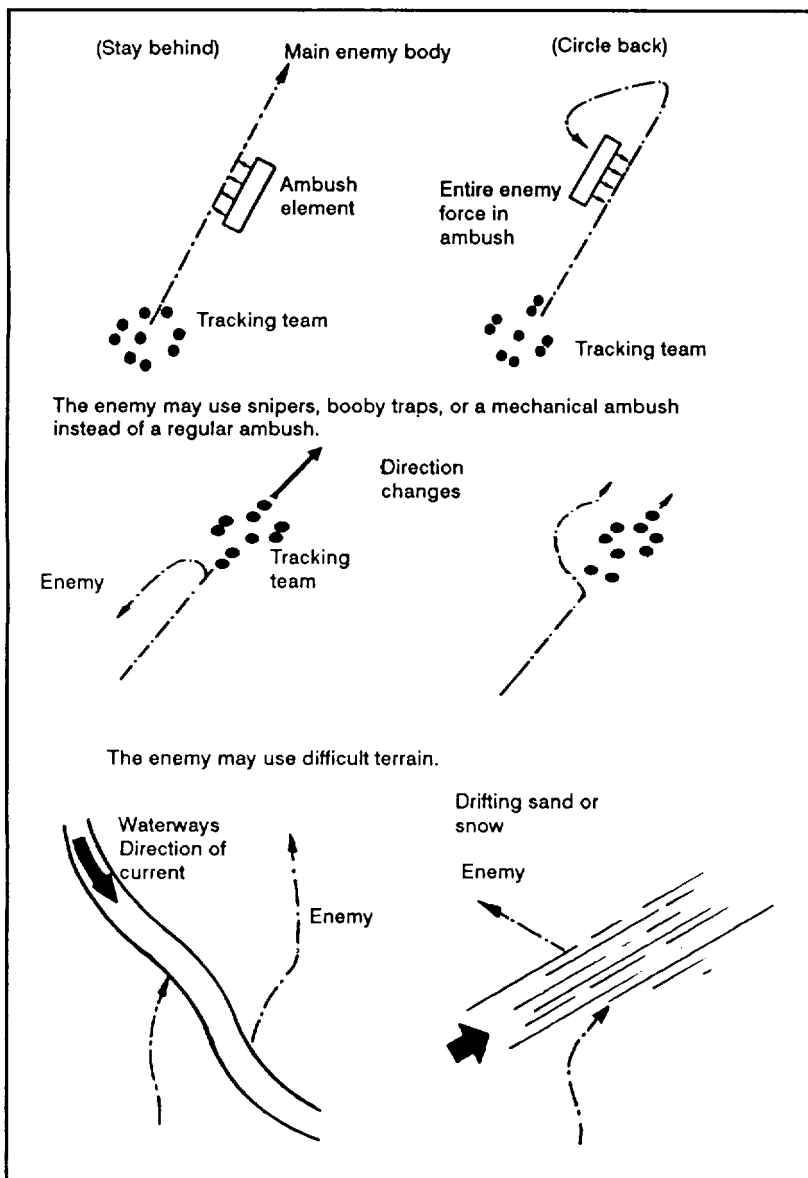 (Stay behind)
Main enemy body
(Circle back)
Ambush
element
Entire enemy
force in
ambush
Tracking team
Tracking team
The enemy may use snipers, booby traps, or a mechanical ambush
instead of a regular ambush.
Direction
changes
Enemy
Tracking
team
The enemy may use difficult terrain.
Waterways
Direction of
current
Enemy
Drifting sand or
snow
Enemy